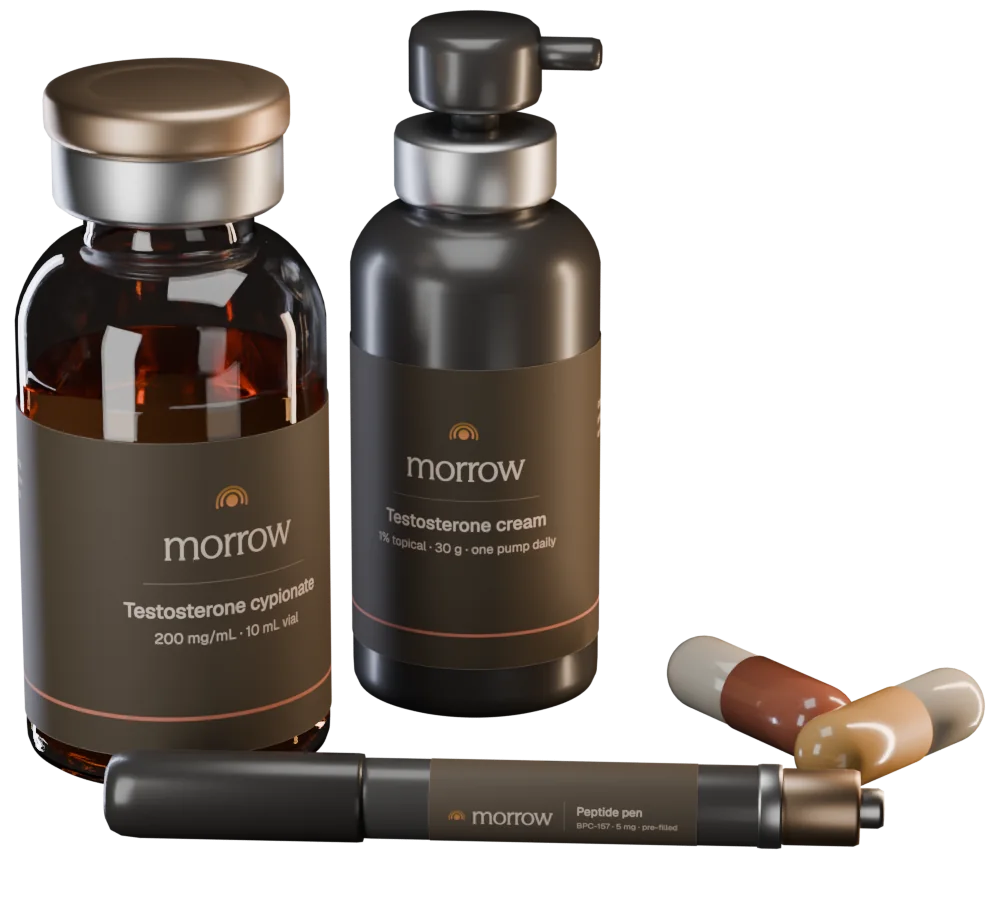 morrow
Testosterone cypionate
200 mg/mL · 10 mL vial
morrow
Testosterone cream
1% topical · 30 g · one pump daily
morrow
Peptide pen
BPC-157 · 5 mg · pre-filled